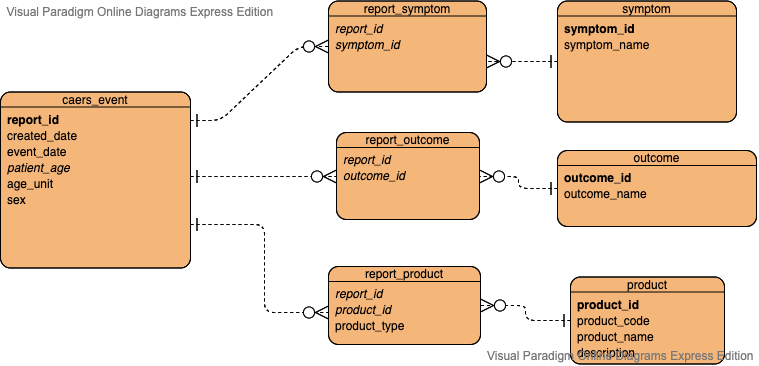 Visual Paradigm Online Diagrams Express Edition
report_symptom
report_id
symptom_id
symptom
symptom_id
symptom_name
caers_event
report_id
created_date
event_date
patient_age
age_unit
sex
report_outcome
report_id
outcome_id
outcome
outcome_id
outcome_name
report_product
report_id
product_id
product_type
product
product_id
product_code
product_name
description
Visual Paradigm Online Diagrams Express Edition